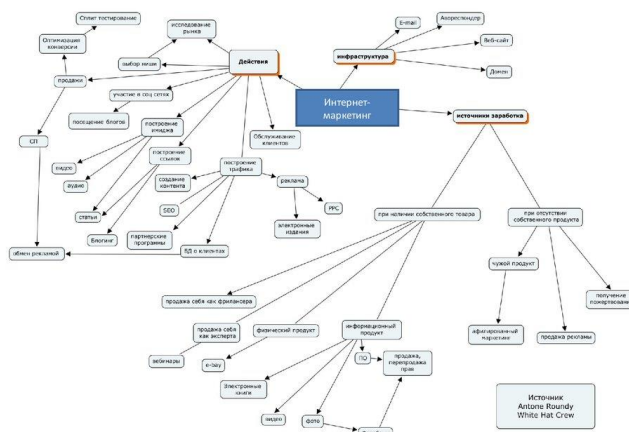 Сплит тестирование
Оптимизация
конверсии
продажи
СП
исследование
рынка
выбор ниши
Действия
участие в соц сетях
посещение блогов
построение
имиджа
видео
аудио
статьи
построение
ссылок
Блогинг
создание
контента
SEO
партнерские
программы
построение
трафика
БД о клиентах
обмен рекламой
реклама
PPC
электронные
издания
Обслуживание
клиентов
Интернет-
маркетинг
инфраструктура
E-mail
Автореспондер
Веб-сайт
Домен
источники заработка
при наличии собственного товара
продажа себя как фрилансера
продажа себя
как эксперта
вебинары
физический продукт
e-bay
информационный
продукт
Электронные
книги
видео
фото
ПО
продажа,
перепродажа
прав
при отсутствии
собственного продукта
чужой продукт
продажа рекламы
получение
Источник
Antone Roundy
White Hat Crew